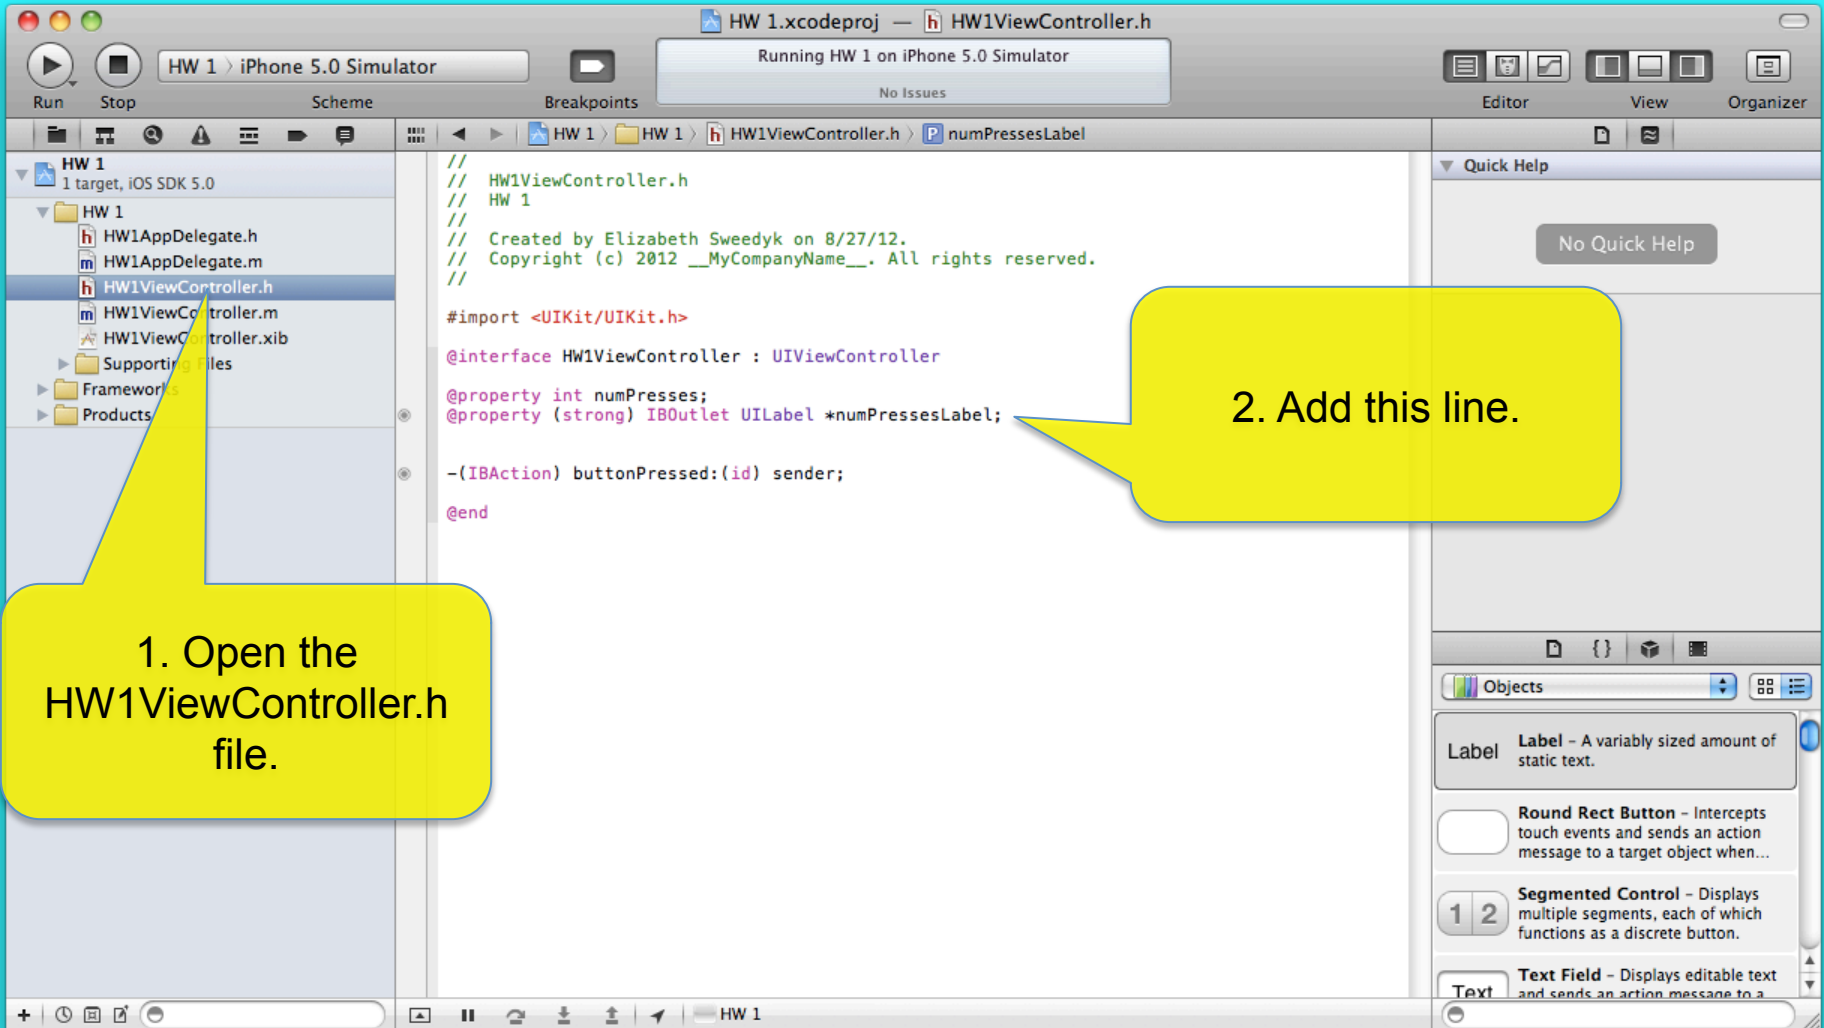 HW 1.xcodeproj — h HW1ViewController.h
HW 1 〉 iPhone 5.0 Simulator
Running HW 1 on iPhone 5.0 Simulator
No Issues
Run Stop Scheme Breakpoints Editor View Organizer
HW 1 〉 HW 1 〉 h HW1ViewController.h 〉 P numPressesLabel
HW 1
1 target, iOS SDK 5.0
HW 1
h HW1AppDelegate.h
m HW1AppDelegate.m
h HW1ViewController.h
m HW1ViewController.m
HW1ViewController.xib
Supporting Files
Frameworks
Products
//
// HW1ViewController.h
// HW 1
//
// Created by Elizabeth Sweedyk on 8/27/12.
// Copyright (c) 2012 __MyCompanyName__. All rights reserved.
//
#import <UIKit/UIKit.h>
@interface HW1ViewController : UIViewController
@property int numPresses;
@property (strong) IBOutlet UILabel *numPressesLabel;
-(IBAction) buttonPressed:(id) sender;
@end
1. Open the
HW1ViewController.h
file.
2. Add this line.
Quick Help
No Quick Help
{}
Objects
Label
Label – A variably sized amount of
static text.
Round Rect Button – Intercepts
touch events and sends an action
message to a target object when...
1 2
Segmented Control – Displays
multiple segments, each of which
functions as a discrete button.
Text
Text Field – Displays editable text
and sends an action message to a
HW 1